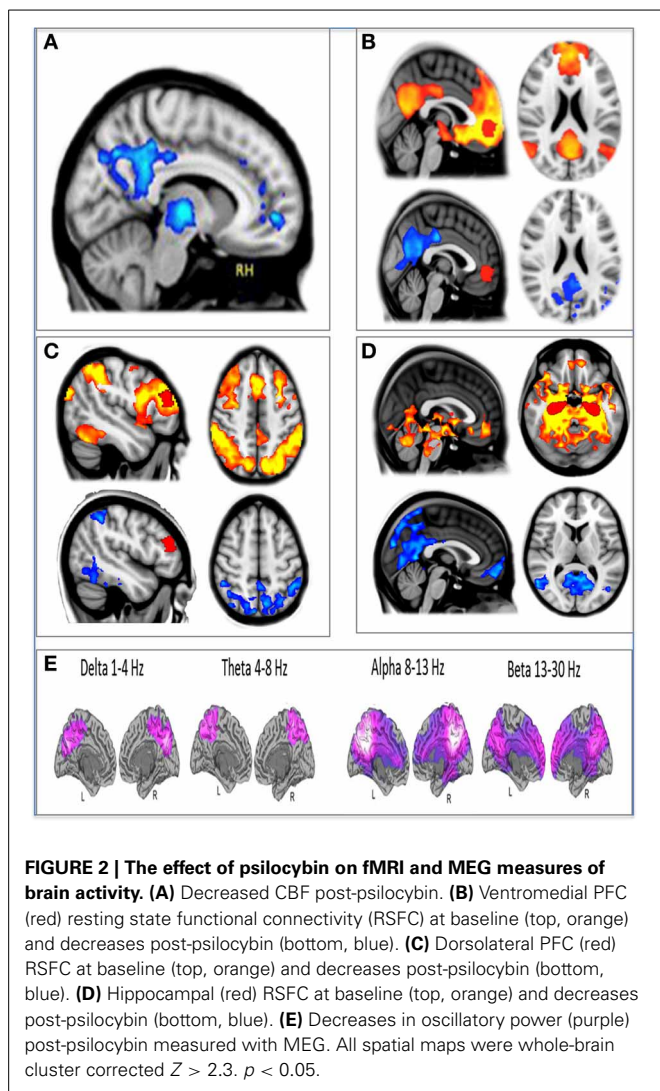 A
B
RH
C
D
E
Delta 1-4 Hz
Theta 4-8 Hz
Alpha 8-13 Hz
Beta 13-30 Hz
L
R
L
R
L
R
L
R
FIGURE 2 | The effect of psilocybin on fMRI and MEG measures of
brain activity. (A) Decreased CBF post-psilocybin. (B) Ventromedial PFC
(red) resting state functional connectivity (RSFC) at baseline (top, orange)
and decreases post-psilocybin (bottom, blue). (C) Dorsolateral PFC (red)
RSFC at baseline (top, orange) and decreases post-psilocybin (bottom,
blue). (D) Hippocampal (red) RSFC at baseline (top, orange) and decreases
post-psilocybin (bottom, blue). (E) Decreases in oscillatory power (purple)
post-psilocybin measured with MEG. All spatial maps were whole-brain
cluster corrected Z > 2.3. p < 0.05.